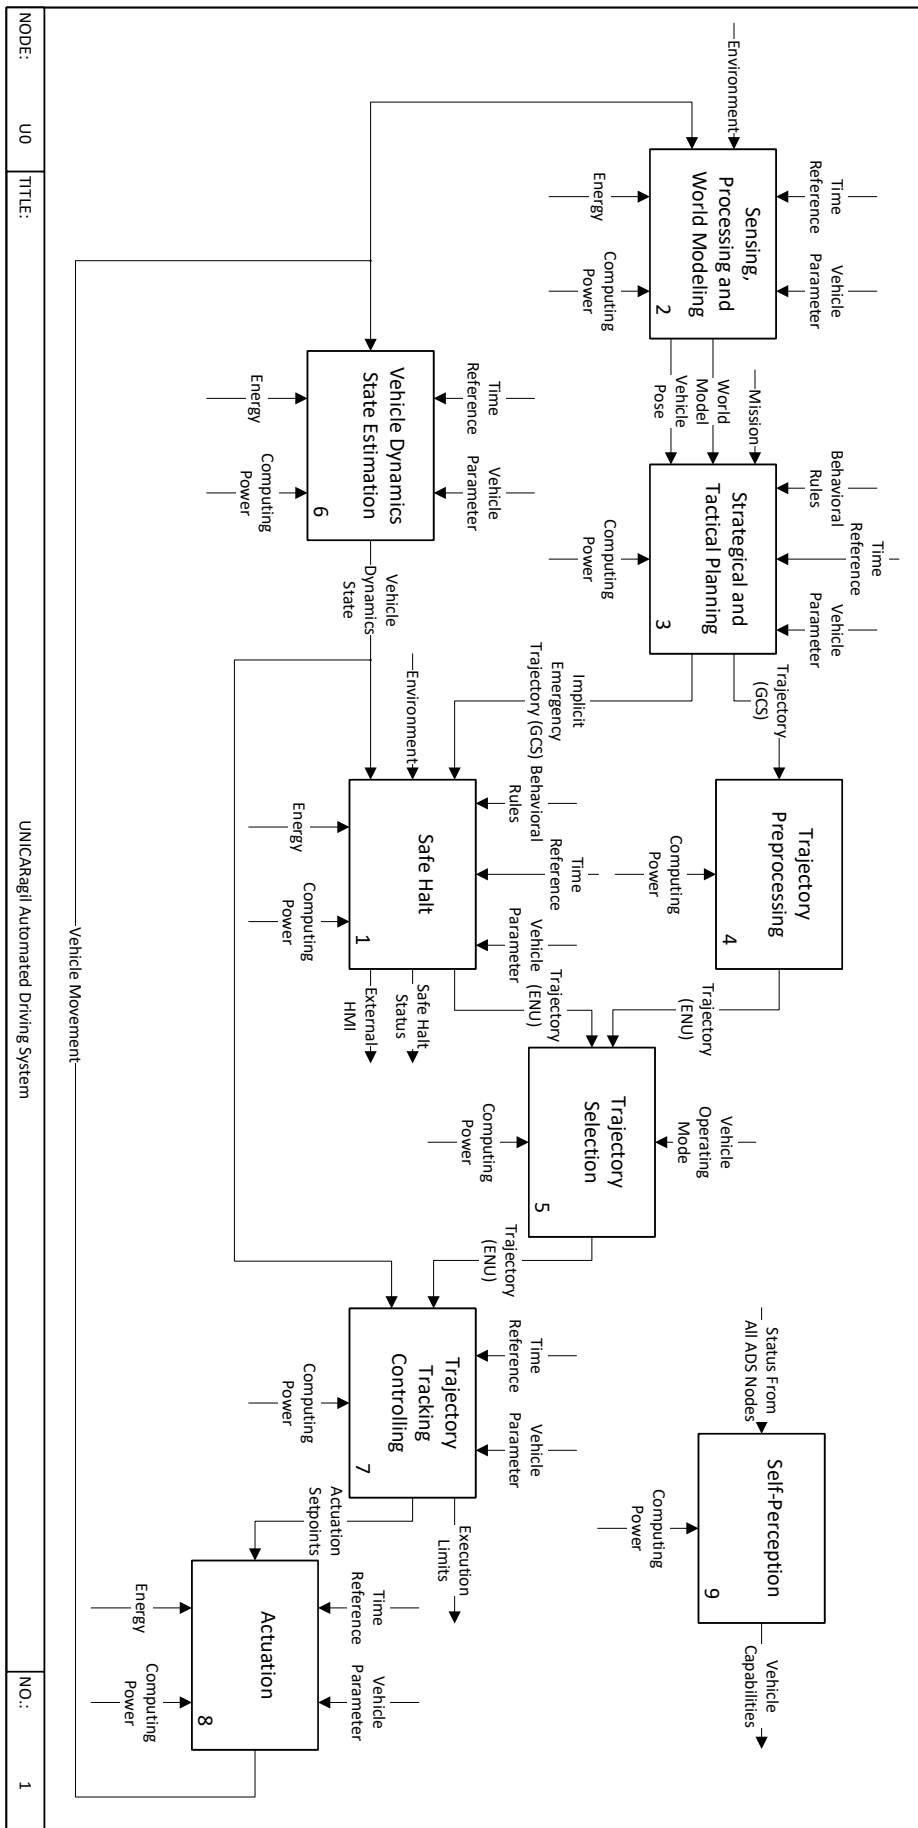 Environment
Time
Reference
Vehicle
Parameter
Sensing,
Processing and
World Modeling
2
Energy
Computing
Power
World
Model
Vehicle
Pose
Mission
Behavioral
Rules
Time
Reference
Vehicle
Parameter
Strategical and
Tactical Planning
3
Computing
Power
Trajectory
(GCS)
Implicit
Emergency
Trajectory (GCS)
Trajectory
Preprocessing
4
Computing
Power
Trajectory
(ENU)
Time
Reference
Vehicle
Parameter
Vehicle Dynamics
State Estimation
6
Energy
Computing
Power
Vehicle
Dynamics
State
Environment
Behavioral
Rules
Time
Reference
Vehicle
Parameter
Safe Halt
1
Energy
Computing
Power
Trajectory
(ENU)
Safe Halt
Status
External
HMI
Vehicle
Operating
Mode
Trajectory
Selection
5
Computing
Power
Trajectory
(ENU)
Time
Reference
Vehicle
Parameter
Trajectory
Tracking
Controlling
7
Computing
Power
Execution
Limits
Actuation
Setpoints
Status From
All ADS Nodes
Self-Perception
9
Computing
Power
Vehicle
Capabilities
Time
Reference
Vehicle
Parameter
Actuation
8
Energy
Computing
Power
Vehicle Movement
NODE: U0
TITLE: UNICARagil Automated Driving System
NO.: 1